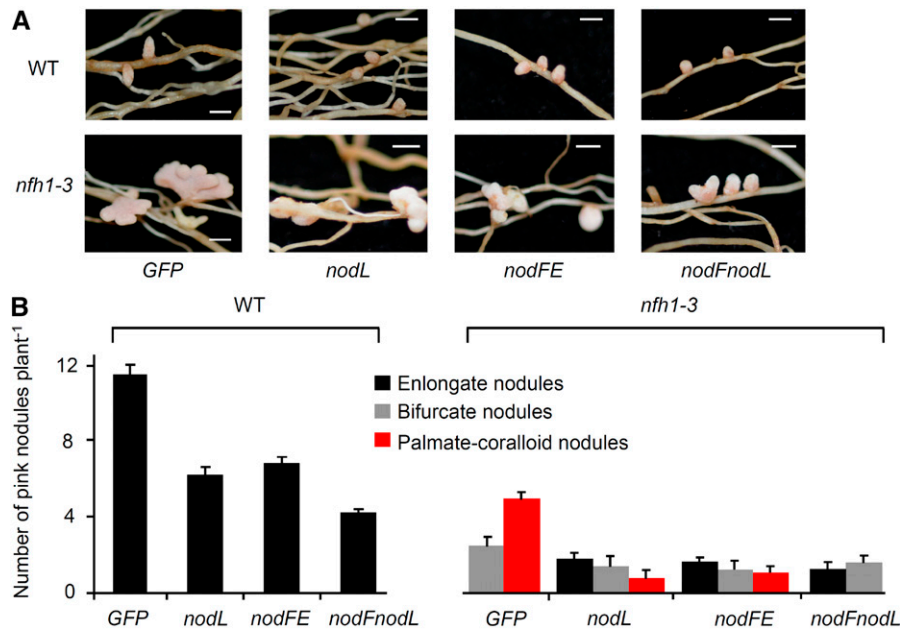 A
WT
nfh1-3
GFP nodL nodFE nodFnodL
B
WT nfh1-3
Number of pink nodules plant⁻¹
12
8
4
0
Enlongate nodules
Bifurcate nodules
Palmate-coralloid nodules
GFP nodL nodFE nodFnodL GFP nodL nodFE nodFnodL